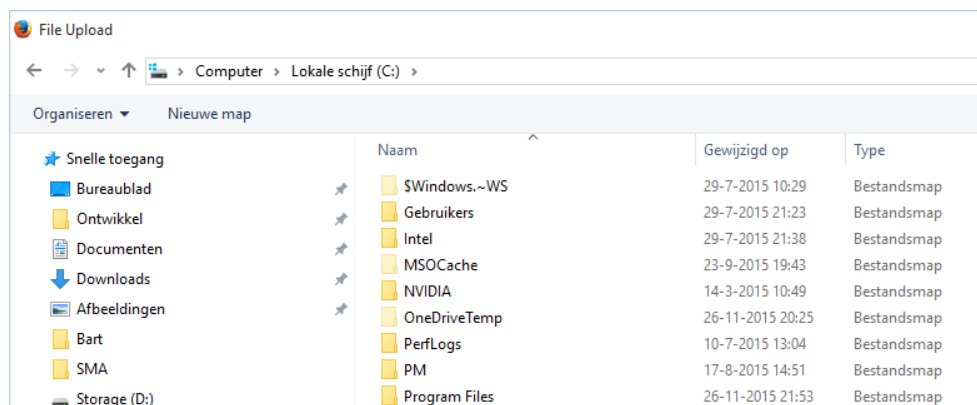 File Upload
Computer > Lokale schijf (C:) >
Organiseren Nieuwe map
Naam Gewijzigd op Type
Snelle toegang
Bureaublad
Ontwikkel
Documenten
Downloads
Afbeeldingen
Bart
SMA
Storage (D:)
$Windows.~WS 29-7-2015 10:29 Bestandsmap
Gebruikers 29-7-2015 21:23 Bestandsmap
Intel 29-7-2015 21:38 Bestandsmap
MSOCache 23-9-2015 19:43 Bestandsmap
NVIDIA 14-3-2015 10:49 Bestandsmap
OneDriveTemp 26-11-2015 20:25 Bestandsmap
PerfLogs 10-7-2015 13:04 Bestandsmap
PM 17-8-2015 14:51 Bestandsmap
Program Files 26-11-2015 21:53 Bestandsmap